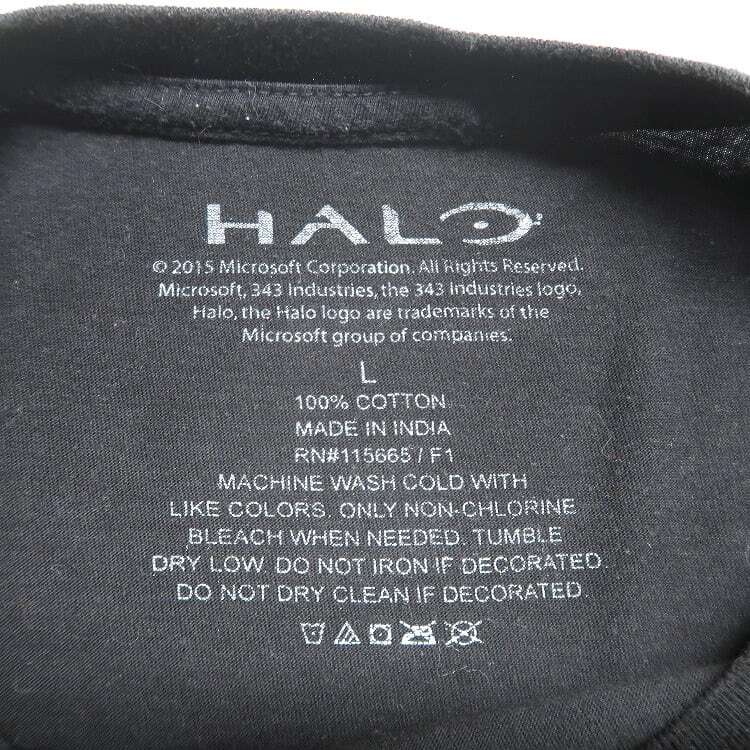 HALO
© 2015 Microsoft Corporation. All Rights Reserved.
Microsoft, 343 Industries, the 343 Industries logo,
Halo, the Halo logo are trademarks of the
Microsoft group of companies.
L
100% COTTON
MADE IN INDIA
RN#115665 / F1
MACHINE WASH COLD WITH
LIKE COLORS. ONLY NON-CHLORINE
BLEACH WHEN NEEDED. TUMBLE
DRY LOW. DO NOT IRON IF DECORATED.
DO NOT DRY CLEAN IF DECORATED.